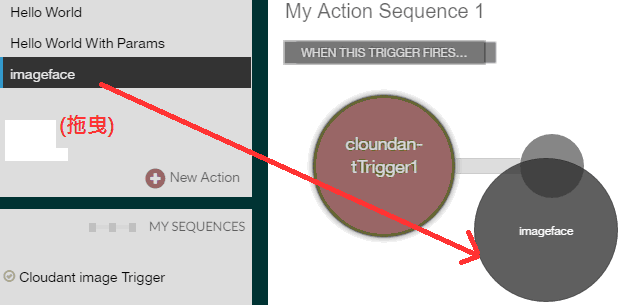 Hello World
Hello World With Params
imageface
(拖曳)
New Action
MY SEQUENCES
Cloudant image Trigger
My Action Sequence 1
WHEN THIS TRIGGER FIRES...
cloundan-
tTrigger1
imageface